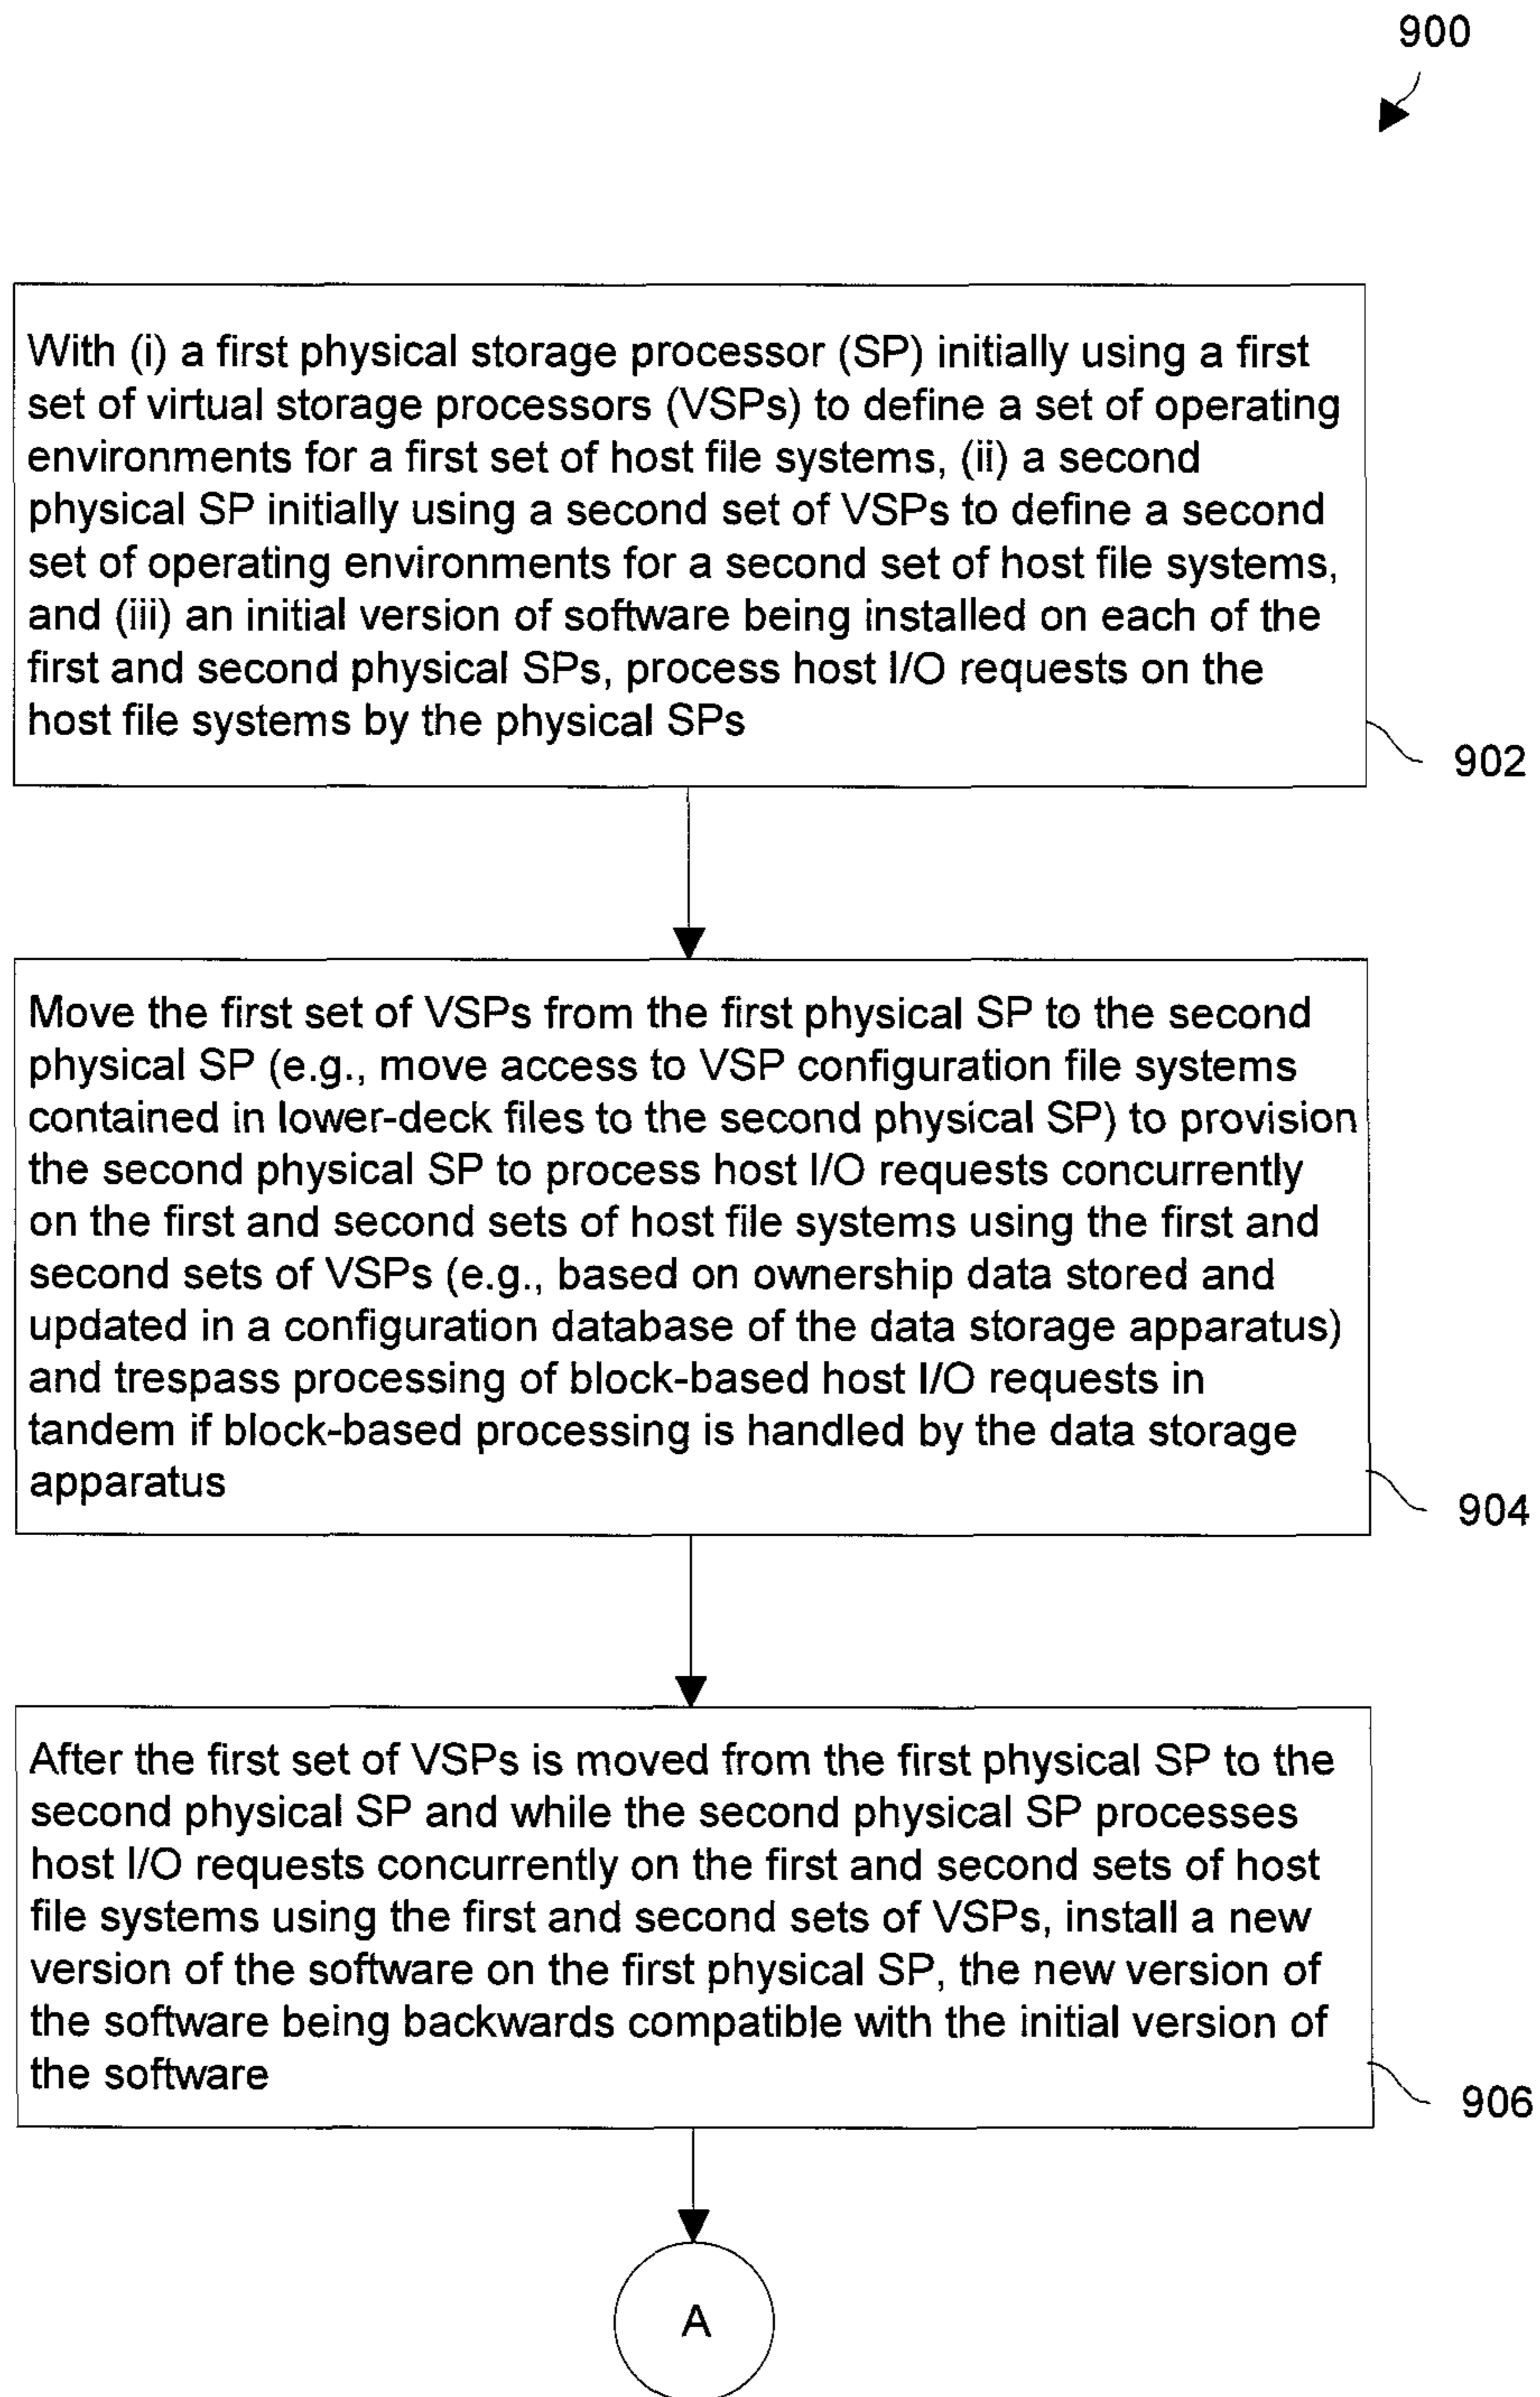 900
With (i) a first physical storage processor (SP) initially using a first
set of virtual storage processors (VSPs) to define a set of operating
environments for a first set of host file systems, (ii) a second
physical SP initially using a second set of VSPs to define a second
set of operating environments for a second set of host file systems,
and (iii) an initial version of software being installed on each of the
first and second physical SPs, process host I/O requests on the
host file systems by the physical SPs
902
Move the first set of VSPs from the first physical SP to the second
physical SP (e.g., move access to VSP configuration file systems
contained in lower-deck files to the second physical SP) to provision
the second physical SP to process host I/O requests concurrently
on the first and second sets of host file systems using the first and
second sets of VSPs (e.g., based on ownership data stored and
updated in a configuration database of the data storage apparatus)
and trespass processing of block-based host I/O requests in
tandem if block-based processing is handled by the data storage
apparatus
904
After the first set of VSPs is moved from the first physical SP to the
second physical SP and while the second physical SP processes
host I/O requests concurrently on the first and second sets of host
file systems using the first and second sets of VSPs, install a new
version of the software on the first physical SP, the new version of
the software being backwards compatible with the initial version of
the software
906
A